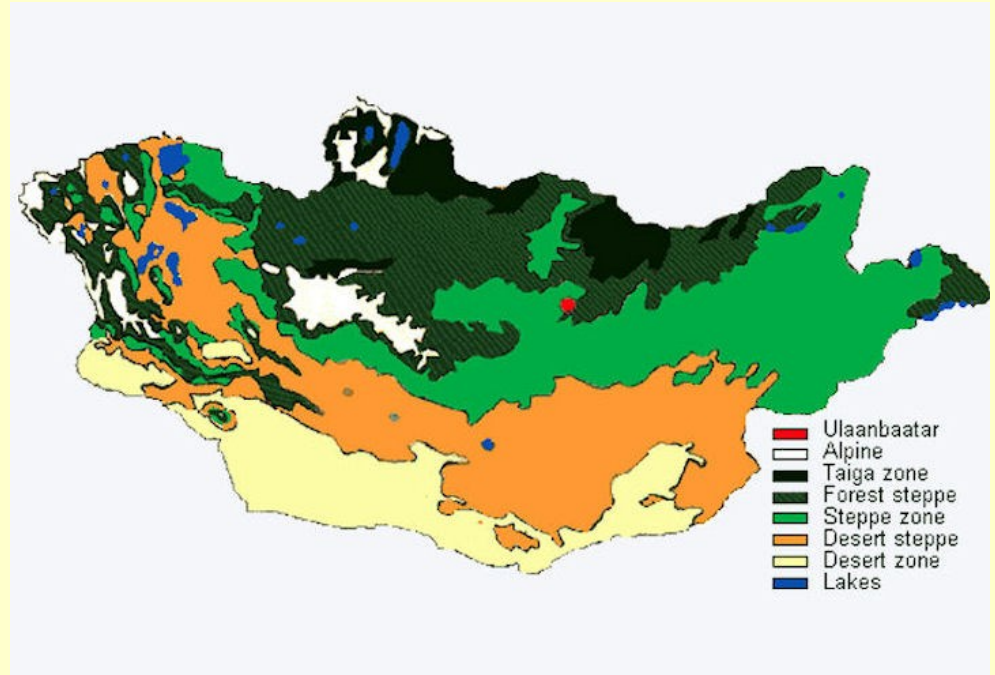 Ulaanbaatar
Alpine
Taiga zone
Forest steppe
Steppe zone
Desert steppe
Desert zone
Lakes